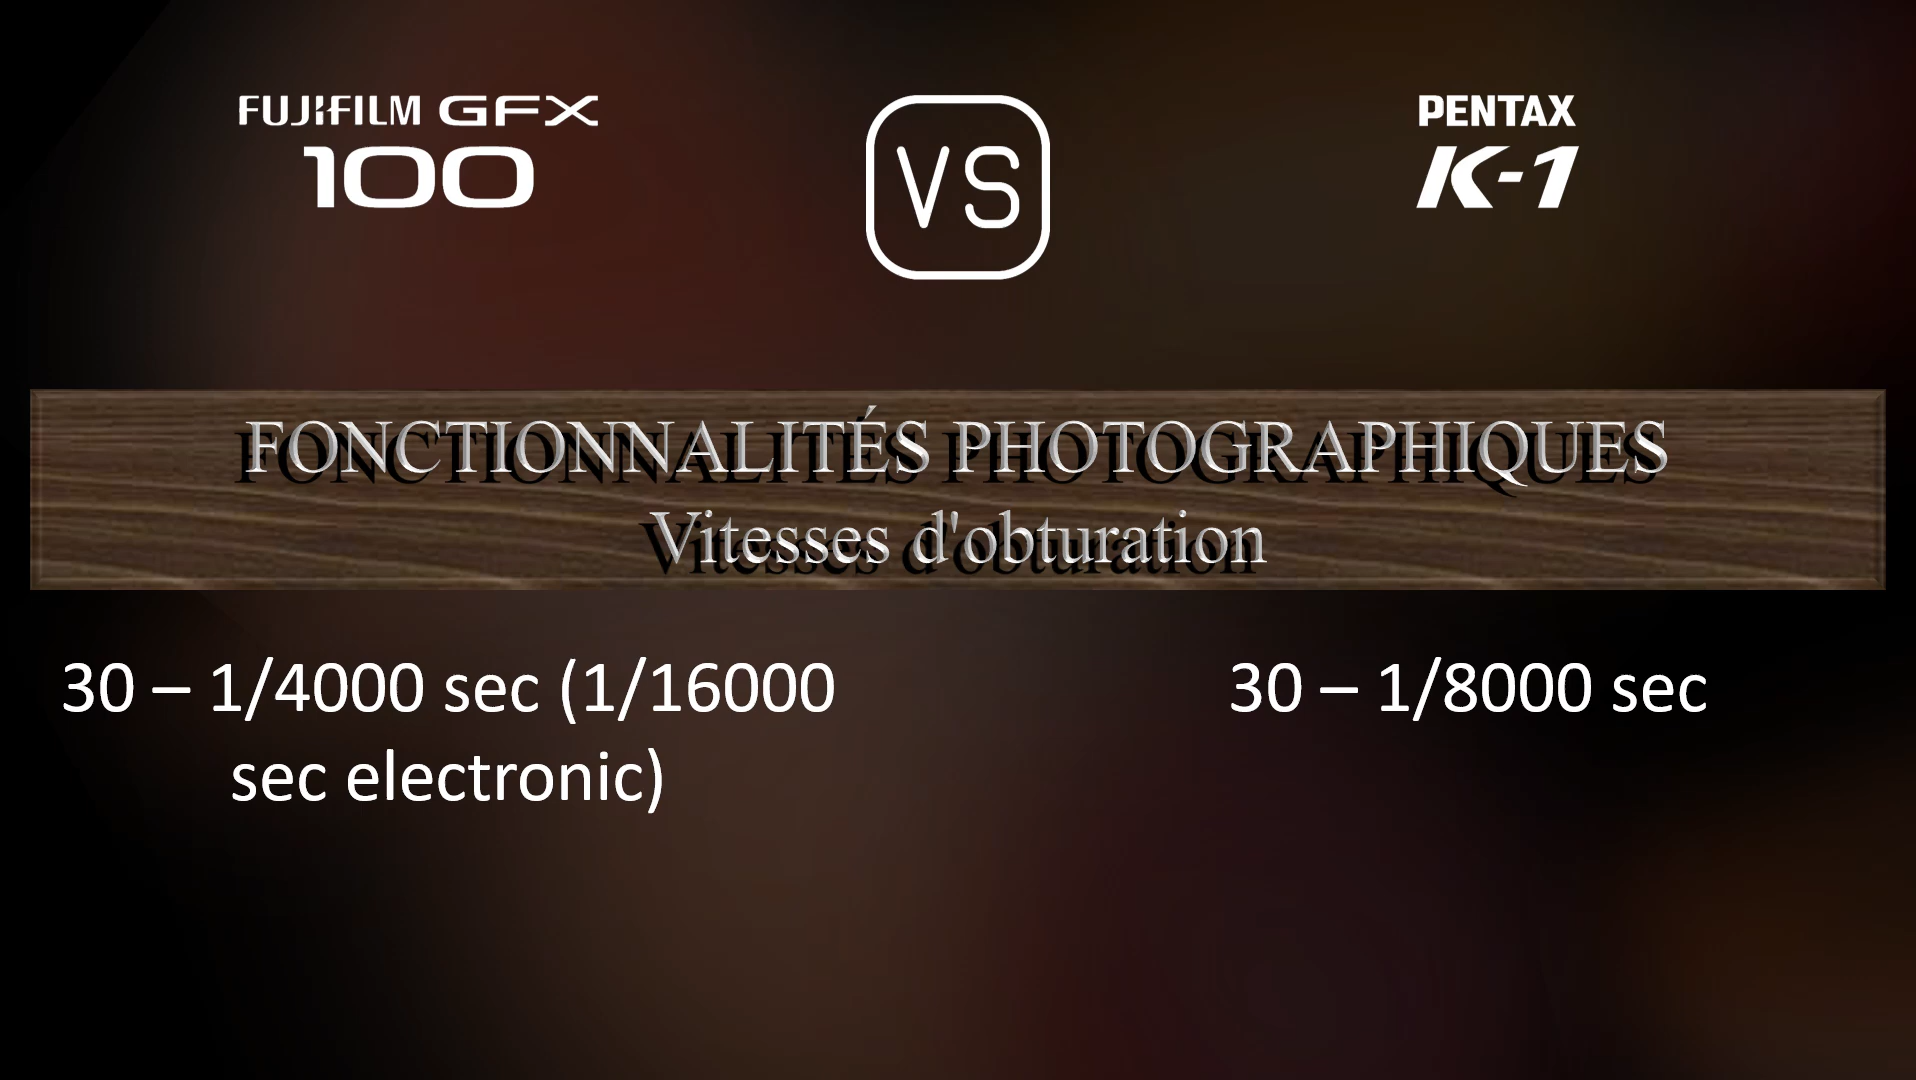 FUJIFILM GFX
100
VS
PENTAX
K-1
FONCTIONNALITÉS PHOTOGRAPHIQUES
Vitesses d'obturation
30 – 1/4000 sec (1/16000
sec electronic)
30 – 1/8000 sec